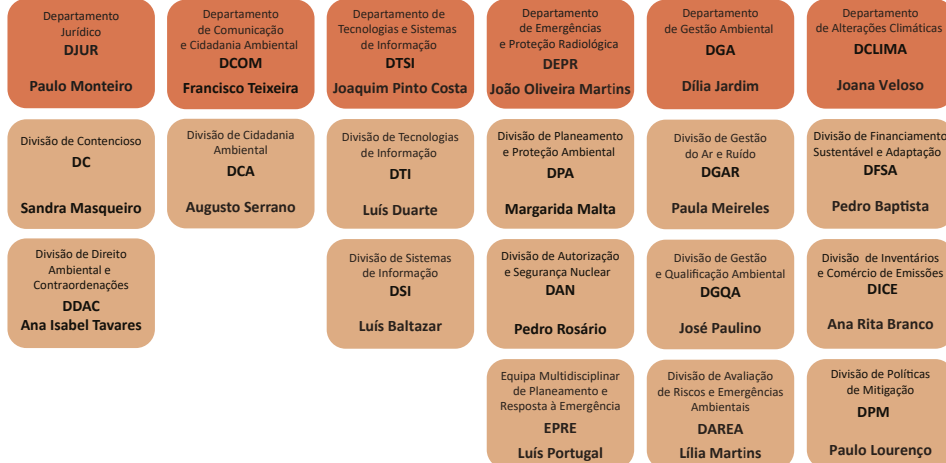 Departamento
Jurídico
DJUR
Paulo Monteiro
Departamento
de Comunicação
e Cidadania Ambiental
DCOM
Francisco Teixeira
Departamento de
Tecnologias e Sistemas
de Informação
DTSI
Joaquim Pinto Costa
Departamento
de Emergências
e Proteção Radiológica
DEPR
João Oliveira Martins
Departamento
de Gestão Ambiental
DGA
Dília Jardim
Departamento
de Alterações Climáticas
DCLIMA
Joana Veloso
Divisão de Contencioso
DC
Sandra Masqueiro
Divisão de Cidadania
Ambiental
DCA
Augusto Serrano
Divisão de Tecnologias
de Informação
DTI
Luís Duarte
Divisão de Planeamento
e Proteção Ambiental
DPA
Margarida Malta
Divisão de Gestão
do Ar e Ruído
DGAR
Paula Meireles
Divisão de Financiamento
Sustentável e Adaptação
DFSA
Pedro Baptista
Divisão de Direito
Ambiental e
Contraordenações
DDAC
Ana Isabel Tavares
Divisão de Sistemas
de Informação
DSI
Luís Baltazar
Divisão de Autorização
e Segurança Nuclear
DAN
Pedro Rosário
Divisão de Gestão
e Qualificação Ambiental
DGQA
José Paulino
Divisão de Inventários
e Comércio de Emissões
DICE
Ana Rita Branco
Equipa Multidisciplinar
de Planeamento e
Resposta à Emergência
EPRE
Luís Portugal
Divisão de Avaliação
de Riscos e Emergências
Ambientais
DAREA
Lília Martins
Divisão de Políticas
de Mitigação
DPM
Paulo Lourenço